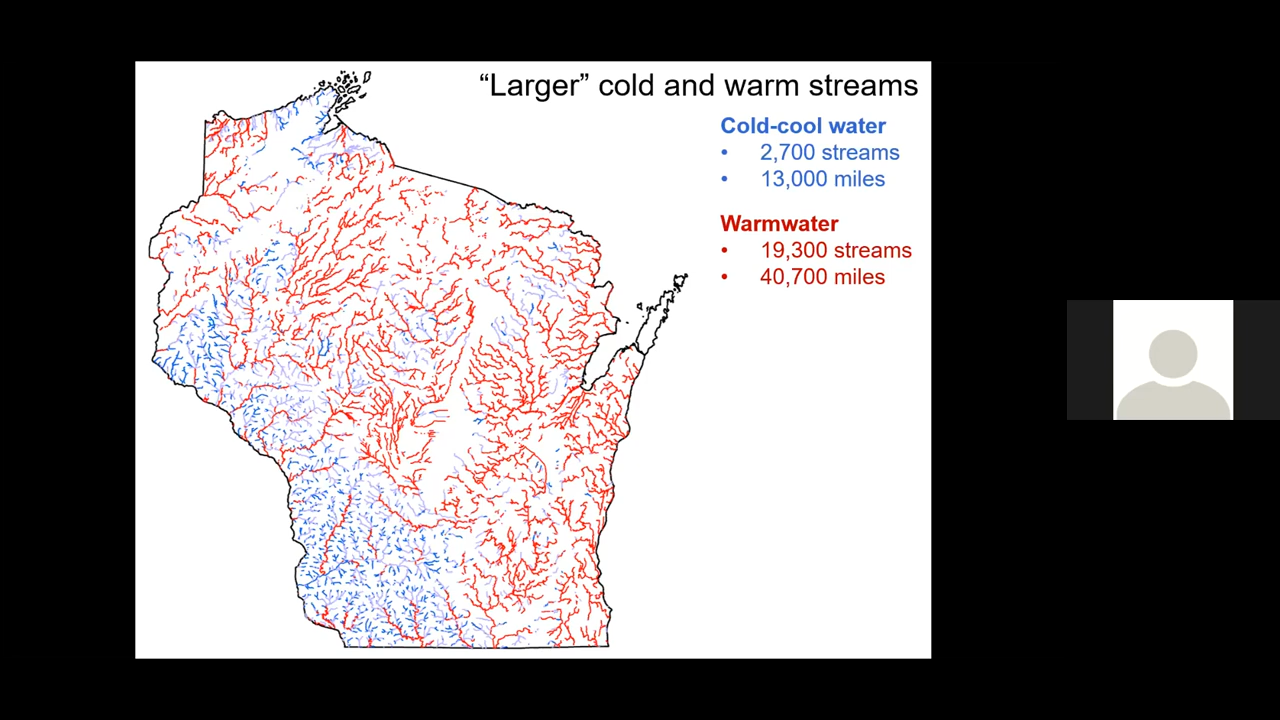 “Larger” cold and warm streams
Cold-cool water
• 2,700 streams
• 13,000 miles
Warmwater
• 19,300 streams
• 40,700 miles